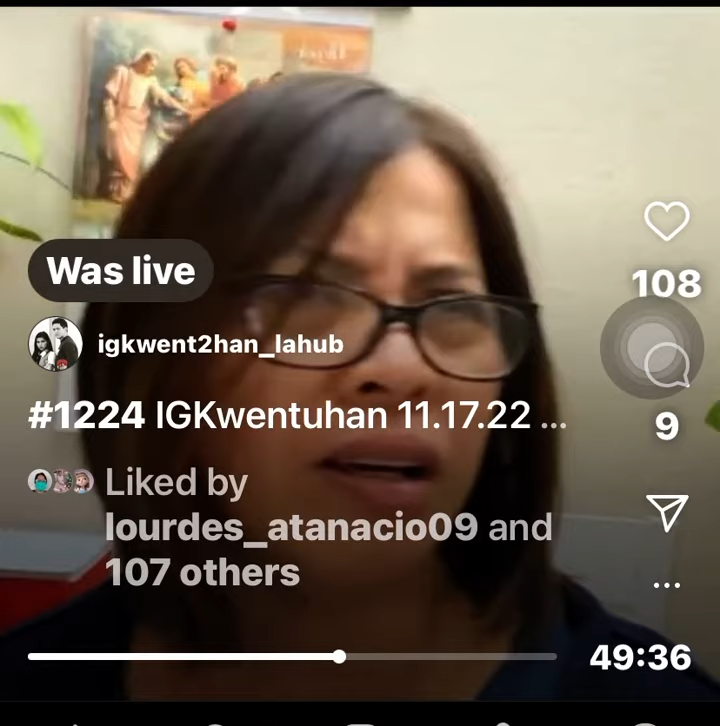 Was live
igkwent2han_lahub
#1224 IGKwentuhan 11.17.22 ...
Liked by
lourdes_atanacio09 and
107 others
108
9
49:36